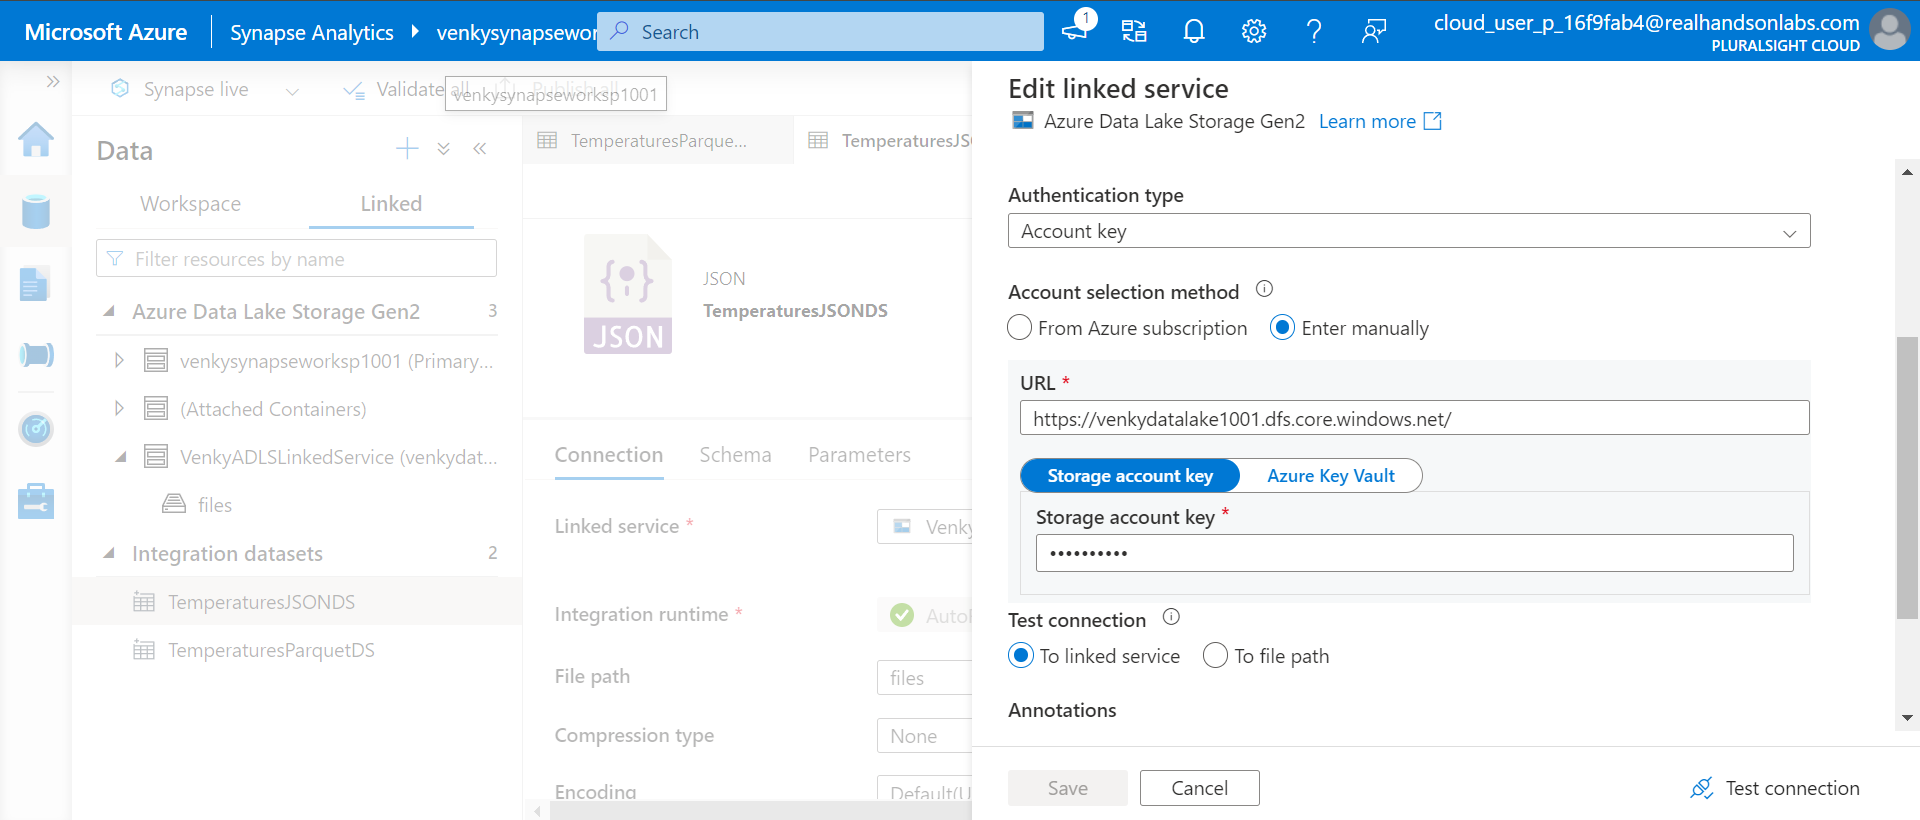 Microsoft Azure
Synapse Analytics
venkysynapsewor
Search
1
cloud_user_p_16f9fab4@realhandsonlabs.com
PLURALSIGHT CLOUD
Synapse live
Validate all
Publish all
venkysynapseworksp1001
Data
Workspace
Linked
Filter resources by name
Azure Data Lake Storage Gen2 3
venkysynapseworksp1001 (Primary...
(Attached Containers)
VenkyADLSLinkedService (venkydat...
files
Integration datasets 2
TemperaturesJSONDS
TemperaturesParquetDS
TemperaturesParque...
TemperaturesJSO
JSON
JSON
TemperaturesJSONDS
Connection
Schema
Parameters
Linked service *
Venky
Integration runtime *
AutoR
File path
files
Compression type
None
Encoding
Default(U
Edit linked service
Azure Data Lake Storage Gen2 Learn more
Authentication type
Account key
Account selection method
From Azure subscription
Enter manually
URL *
https://venkydatalake1001.dfs.core.windows.net/
Storage account key
Azure Key Vault
Storage account key *
••••••••••
Test connection
To linked service
To file path
Annotations
Save
Cancel
Test connection